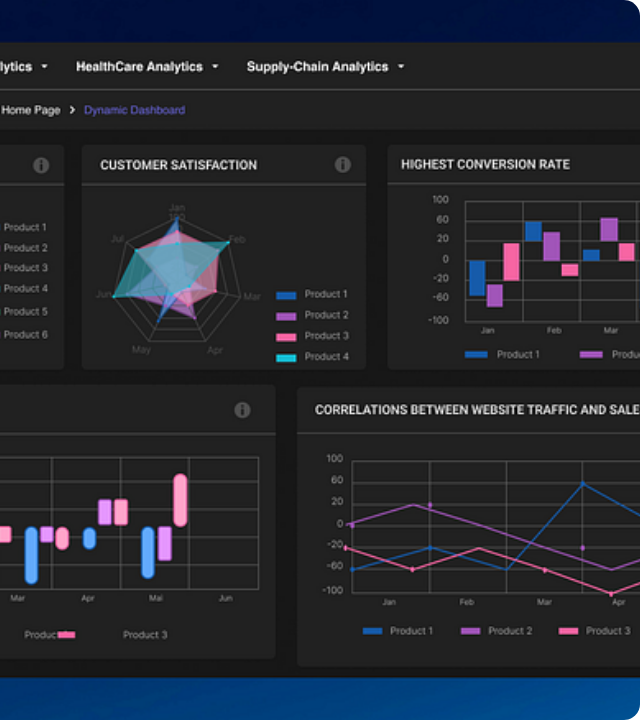 lytics HealthCare Analytics Supply-Chain Analytics
Home Page > Dynamic Dashboard
CUSTOMER SATISFACTION
HIGHEST CONVERSION RATE
Product 1
Product 2
Product 3
Product 4
Product 5
Product 6
Jan
100
Feb
Mar
Apr
May
Jun
Jul
Product 1
Product 2
Product 3
Product 4
100
60
20
0
-20
-60
-100
Jan Feb Mar
Product 1 Produ
CORRELATIONS BETWEEN WEBSITE TRAFFIC AND SALE
Mar Apr Mai Jun
Product Product 3
100
60
20
0
-20
-60
-100
Jan Feb Mar Apr
Product 1 Product 2 Product 3